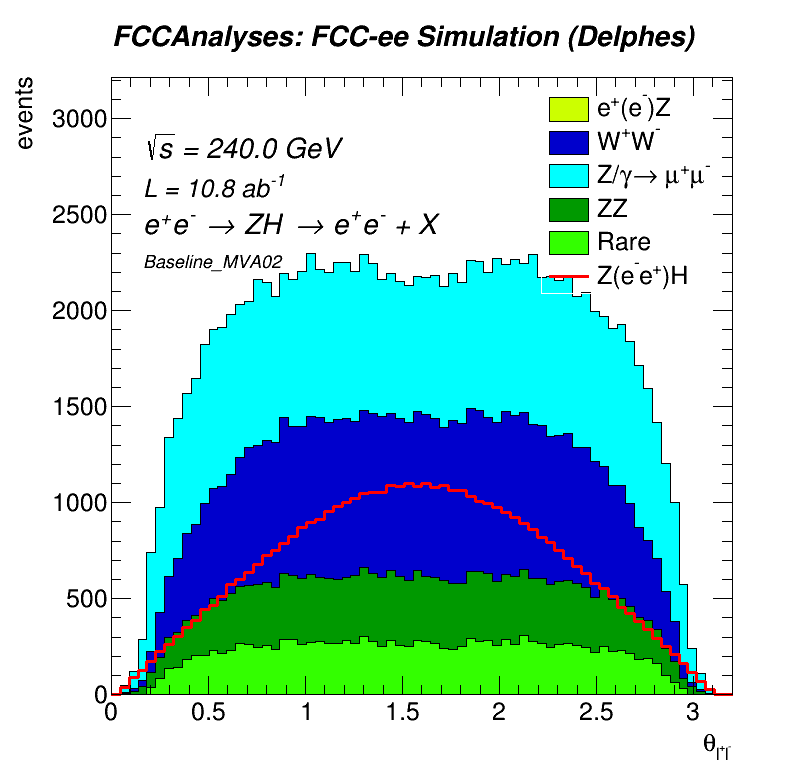 FCCAnalyses: FCC-ee Simulation (Delphes)
events
√s = 240.0 GeV
L = 10.8 ab⁻¹
e⁺e⁻ → ZH → e⁺e⁻ + X
Baseline_MVA02
e⁺(e⁻)Z
W⁺W⁻
Z/γ→ μ⁺μ⁻
ZZ
Rare
Z(e⁻e⁺)H
3000
2500
2000
1500
1000
500
0
0 0.5 1 1.5 2 2.5 3
θ_l⁺l⁻